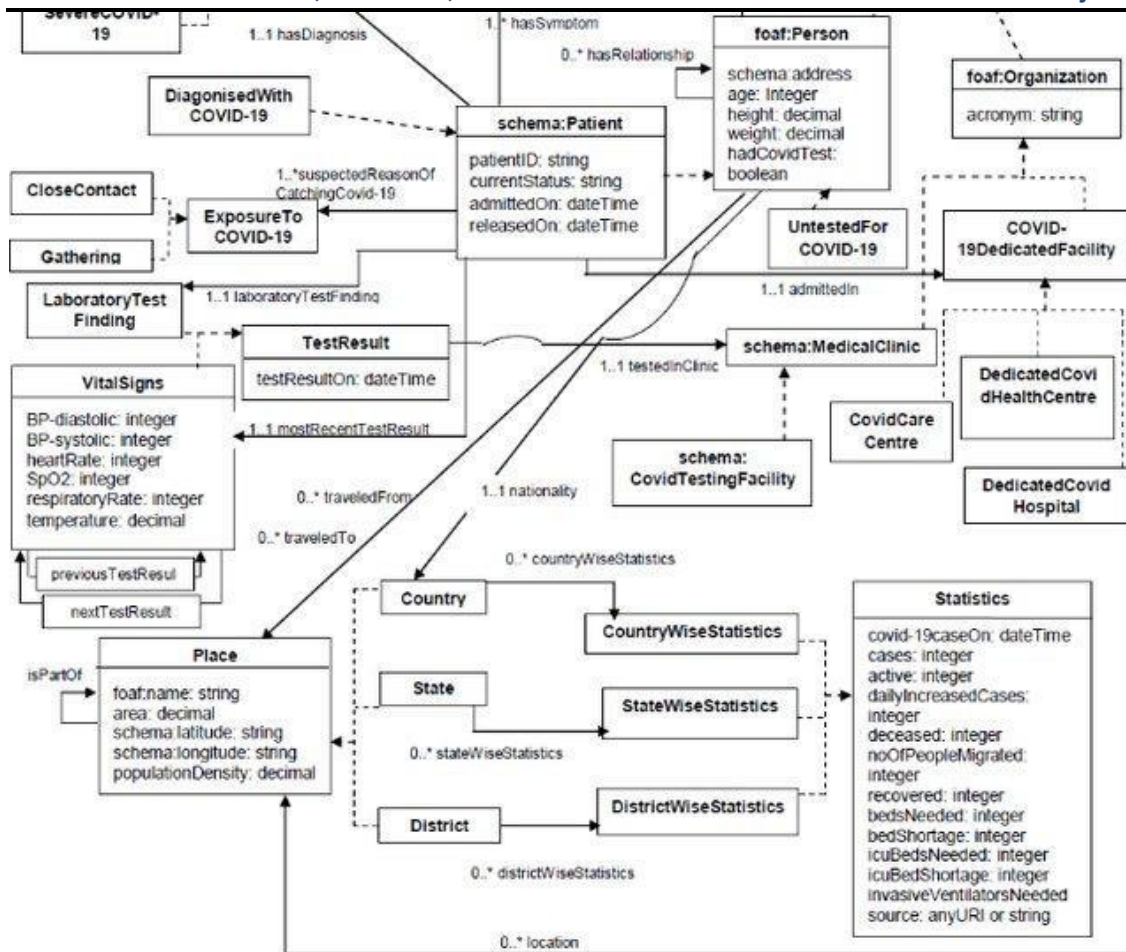 SevereCOVID-
19
1..1 hasDiagnosis
1..* hasSymptom
0..* hasRelationship
foaf:Person
schema:address
age: Integer
height: decimal
weight: decimal
hadCovidTest:
boolean
foaf:Organization
acronym: string
DiagonisedWith
COVID-19
schema:Patient
patientID: string
currentStatus: string
admittedOn: dateTime
releasedOn: dateTime
1..*suspectedReasonOf
CatchingCovid-19
CloseContact
ExposureTo
COVID-19
Gathering
UntestedFor
COVID-19
COVID-
19DedicatedFacility
1..1 admittedIn
1..1 laboratoryTestFinding
LaboratoryTest
Finding
TestResult
testResultOn: dateTime
schema:MedicalClinic
1..1 testedInClinic
VitalSigns
BP-diastolic: integer
BP-systolic: integer
heartRate: integer
SpO2: integer
respiratoryRate: integer
temperature: decimal
1..1 mostRecentTestResult
DedicatedCovi
dHealthCentre
CovidCare
Centre
schema:
CovidTestingFacility
DedicatedCovid
Hospital
0..* traveledFrom
1..1 nationality
0..* traveledTo
previousTestResul
nextTestResult
0..* countryWiseStatistics
Country
CountryWiseStatistics
Statistics
covid-19caseOn: dateTime
cases: integer
active: integer
dailyIncreasedCases:
integer
deceased: integer
noOfPeopleMigrated:
integer
recovered: integer
bedsNeeded: integer
bedShortage: integer
icuBedsNeeded: integer
icuBedShortage: integer
invasiveVentilatorsNeeded
source: anyURI or string
Place
isPartOf
foaf:name: string
area: decimal
schema:latitude: string
schema:longitude: string
populationDensity: decimal
State
StateWiseStatistics
0..* stateWiseStatistics
District
DistrictWiseStatistics
0..* districtWiseStatistics
0..* location